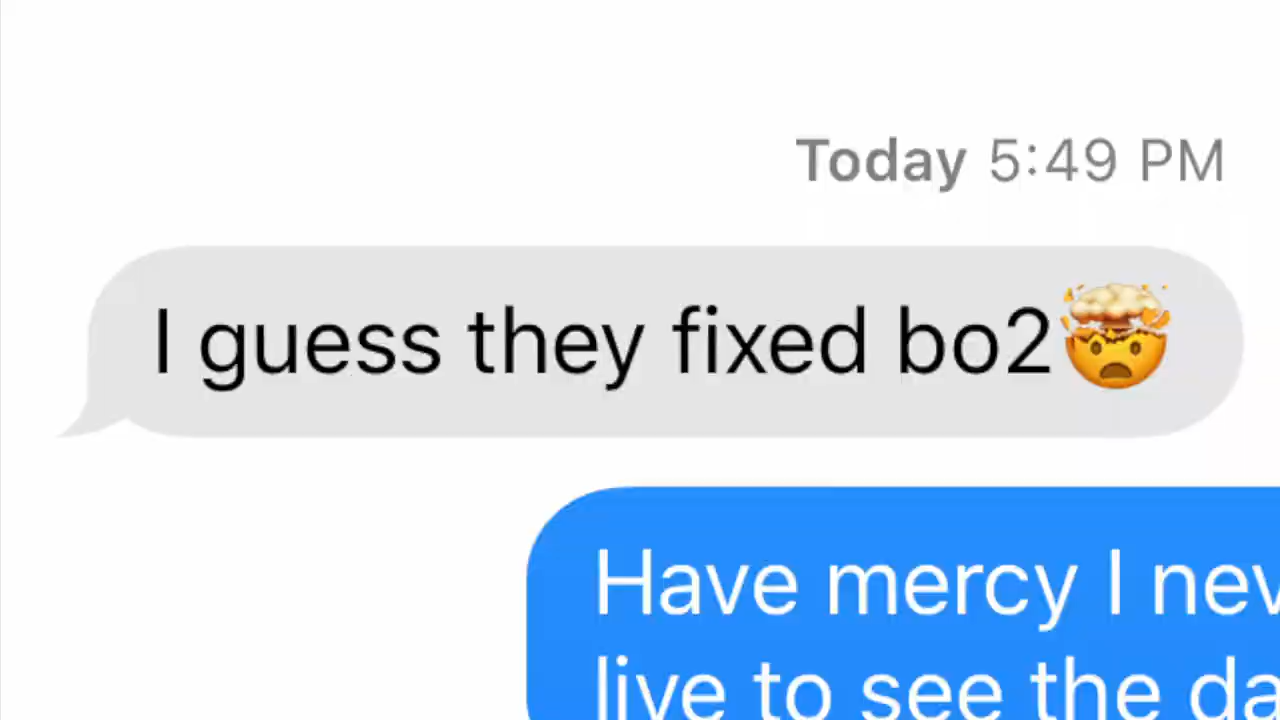 Today 5:49 PM
I guess they fixed bo2🤯
Have mercy I
live to see the